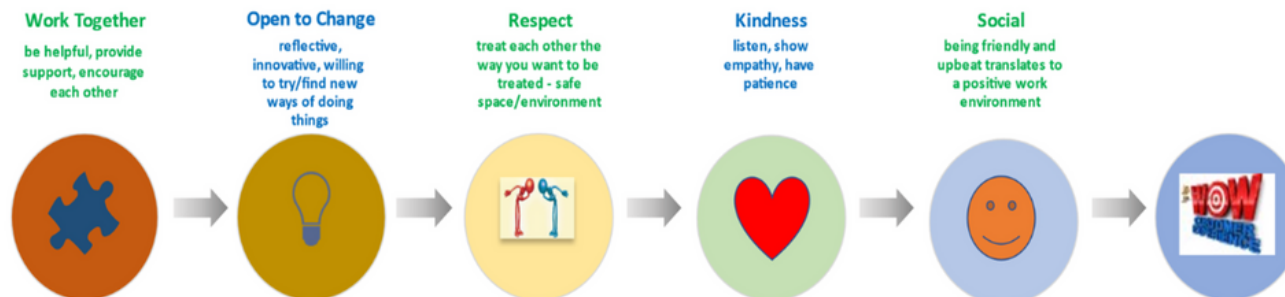 Work Together
be helpful, provide
support, encourage
each other
Open to Change
reflective,
innovative, willing
to try/find new
ways of doing
things
Respect
treat each other the
way you want to be
treated - safe
space/environment
Kindness
listen, show
empathy, have
patience
Social
being friendly and
upbeat translates to
a positive work
environment
WOW
CUSTOMER
EXPERIENCE